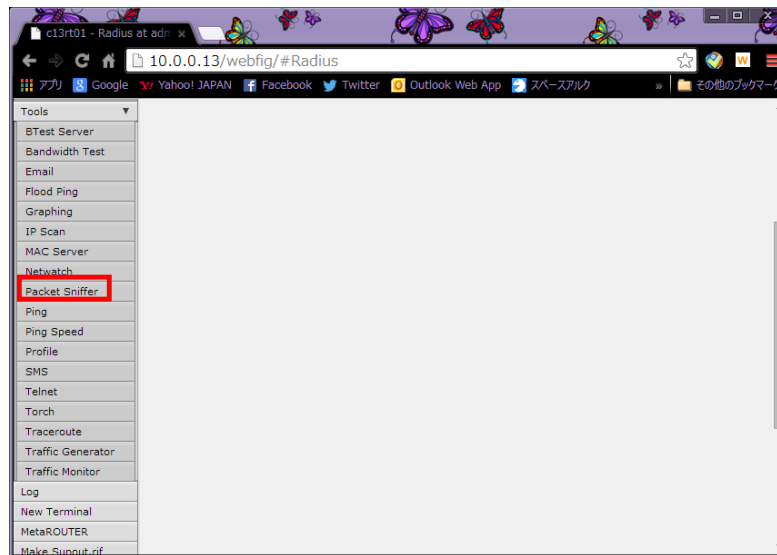 c13rt01 - Radius at adm
10.0.0.13/webfig/#Radius
アプリ Google Yahoo! JAPAN Facebook Twitter Outlook Web App スペースアルク » その他のブックマーク
Tools ▼
BTest Server
Bandwidth Test
Email
Flood Ping
Graphing
IP Scan
MAC Server
Netwatch
Packet Sniffer
Ping
Ping Speed
Profile
SMS
Telnet
Torch
Traceroute
Traffic Generator
Traffic Monitor
Log
New Terminal
MetaROUTER
Make Supout.rif